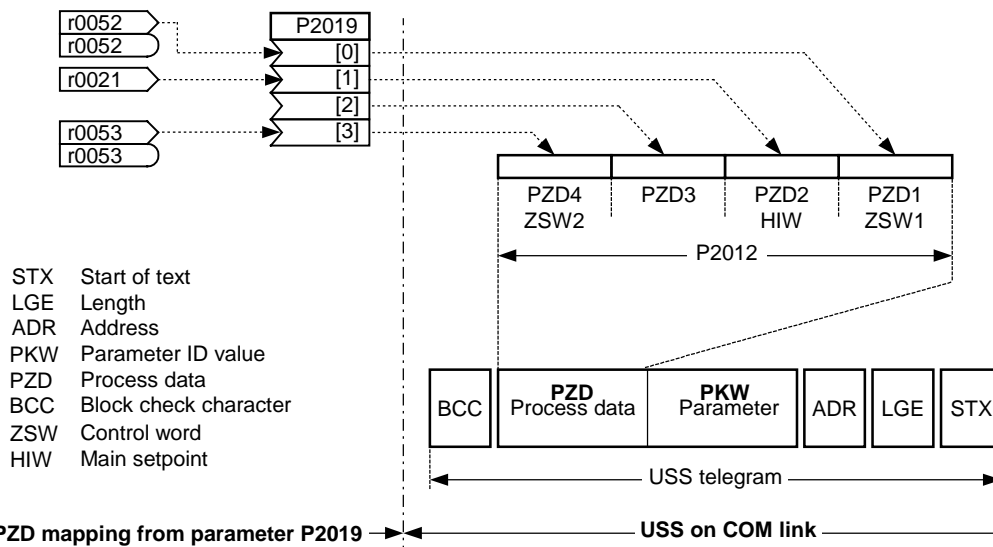 r0052
r0052
r0021
r0053
r0053
P2019
[0]
[1]
[2]
[3]
PZD4 PZD3 PZD2 PZD1
ZSW2 HIW ZSW1
P2012
STX Start of text
LGE Length
ADR Address
PKW Parameter ID value
PZD Process data
BCC Block check character
ZSW Control word
HIW Main setpoint
BCC
PZD
Process data
PKW
Parameter
ADR
LGE
STX
USS telegram
PZD mapping from parameter P2019
USS on COM link